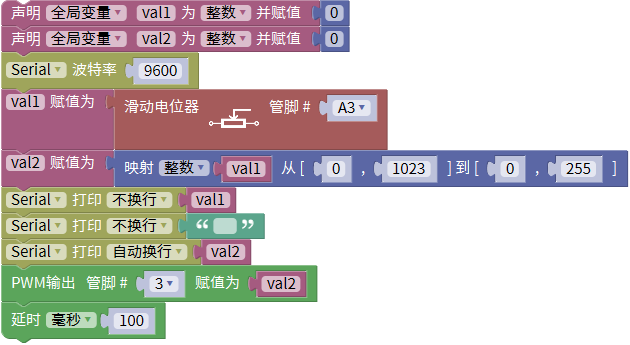 声明 全局变量 val1 为 整数 并赋值 0
声明 全局变量 val2 为 整数 并赋值 0
Serial 波特率 9600
val1 赋值为 滑动电位器 管脚 # A3
val2 赋值为 映射 整数 val1 从 [ 0 , 1023 ] 到 [ 0 , 255 ]
Serial 打印 不换行 val1
Serial 打印 不换行 “ ”
Serial 打印 自动换行 val2
PWM输出 管脚 # 3 赋值为 val2
延时 毫秒 100